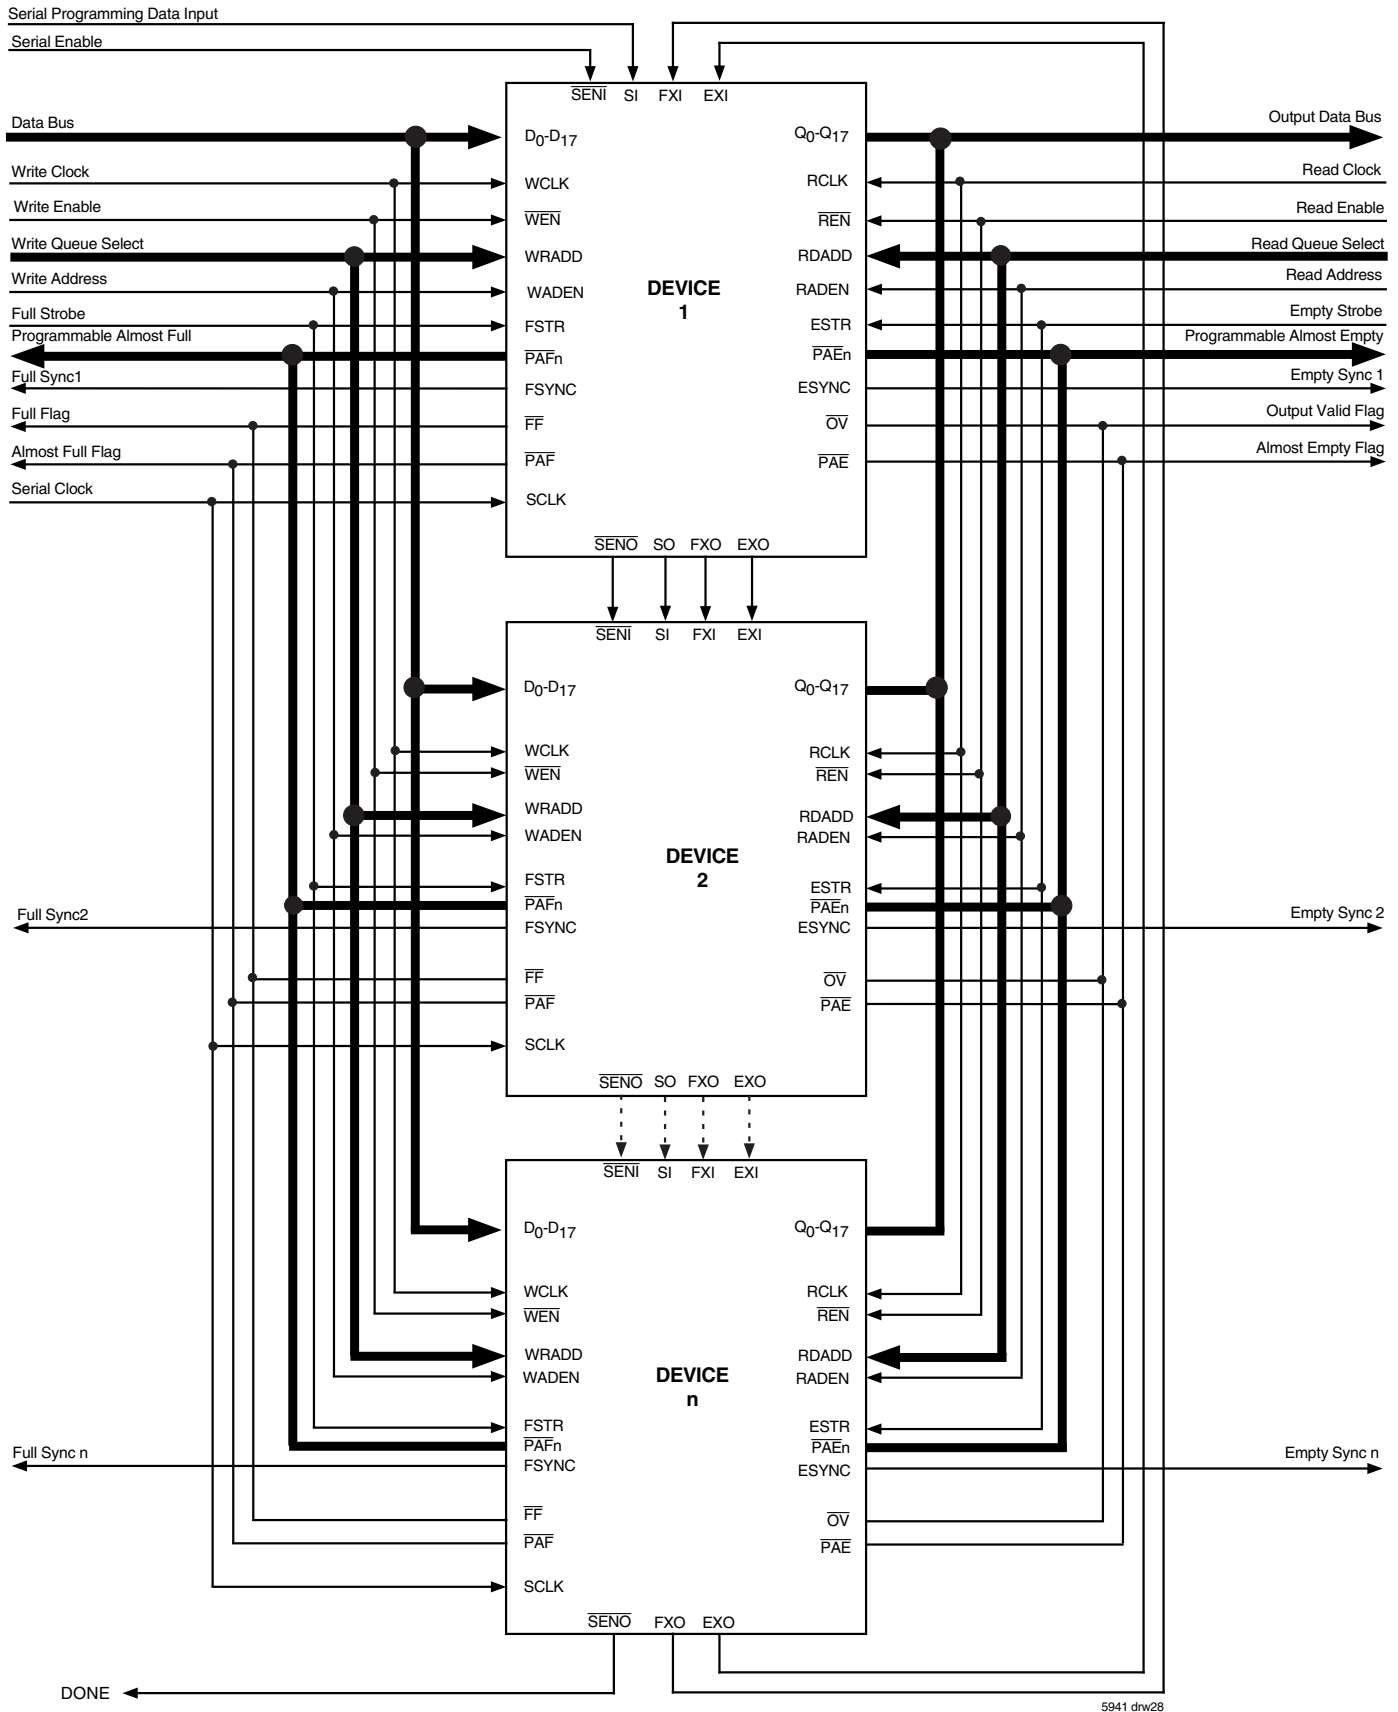 Serial Programming Data Input
Serial Enable
SENI SI FXI EXI
Data Bus
D0-D17
Q0-Q17
Output Data Bus
Write Clock
WCLK
RCLK
Read Clock
Write Enable
WEN
REN
Read Enable
Write Queue Select
WRADD
RDADD
Read Queue Select
Write Address
WADEN
DEVICE
1
RADEN
Read Address
Full Strobe
FSTR
ESTR
Empty Strobe
Programmable Almost Full
PAFn
PAEn
Programmable Almost Empty
Full Sync1
FSYNC
ESYNC
Empty Sync 1
Full Flag
FF
OV
Output Valid Flag
Almost Full Flag
PAF
PAE
Almost Empty Flag
Serial Clock
SCLK
SENO SO FXO EXO
SENI SI FXI EXI
D0-D17
Q0-Q17
WCLK
RCLK
WEN
REN
WRADD
RDADD
WADEN
RADEN
DEVICE
2
FSTR
ESTR
PAFn
PAEn
Full Sync2
FSYNC
ESYNC
Empty Sync 2
FF
OV
PAF
PAE
SCLK
SENO SO FXO EXO
SENI SI FXI EXI
D0-D17
Q0-Q17
WCLK
RCLK
WEN
REN
WRADD
RDADD
WADEN
RADEN
DEVICE
n
FSTR
ESTR
PAFn
PAEn
Full Sync n
FSYNC
ESYNC
Empty Sync n
FF
OV
PAF
PAE
SCLK
SENO FXO EXO
DONE
5941 drw28